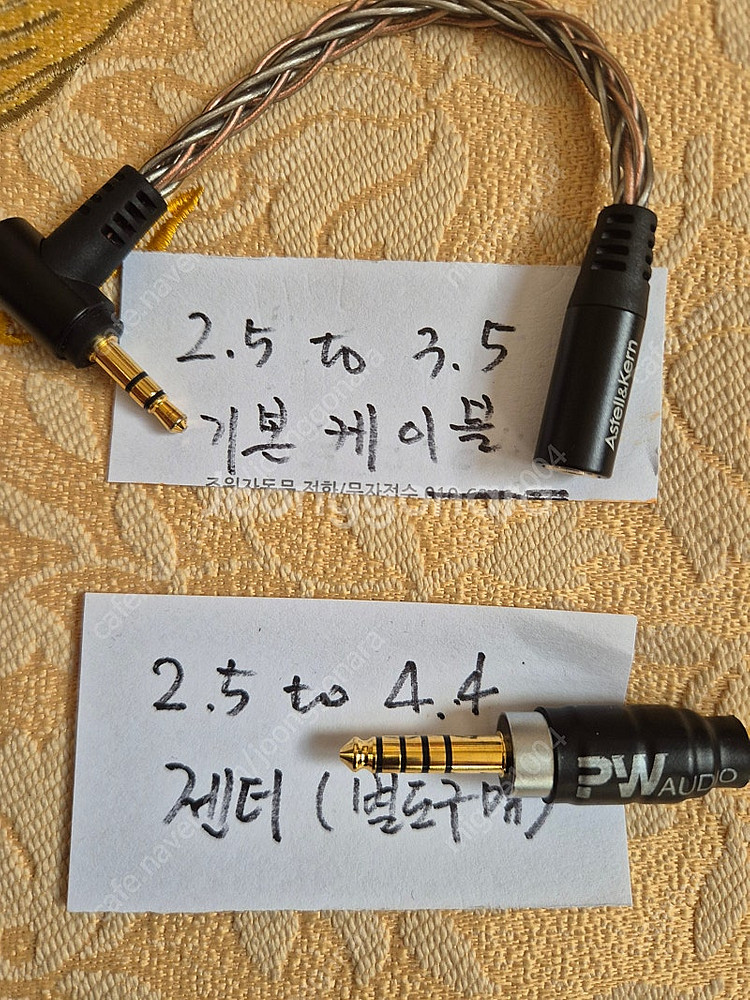 2.5 to 3.5
기본 케이블
Astell&Kern
2.5 to 4.4
젠더 (별도구매)
PW AUDIO